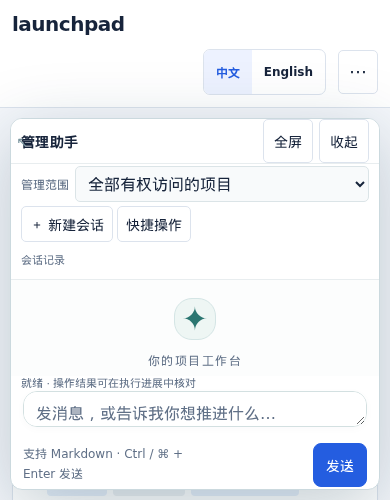 launchpad
中文 English ...
管理助手 全屏 收起
管理范围 全部有权访问的项目
+ 新建会话 快捷操作
会话记录
你的项目工作台
就绪 · 操作结果可在执行进展中核对
发消息，或告诉我你想推进什么...
支持 Markdown · Ctrl / ⌘ +
Enter 发送
发送